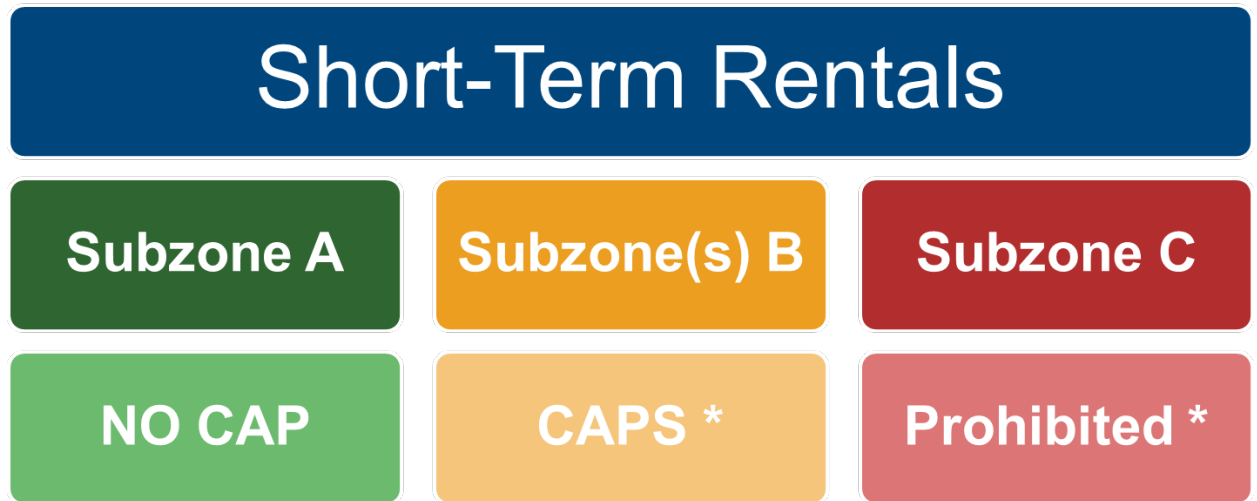 Short-Term Rentals
Subzone A
Subzone(s) B
Subzone C
NO CAP
CAPS *
Prohibited *